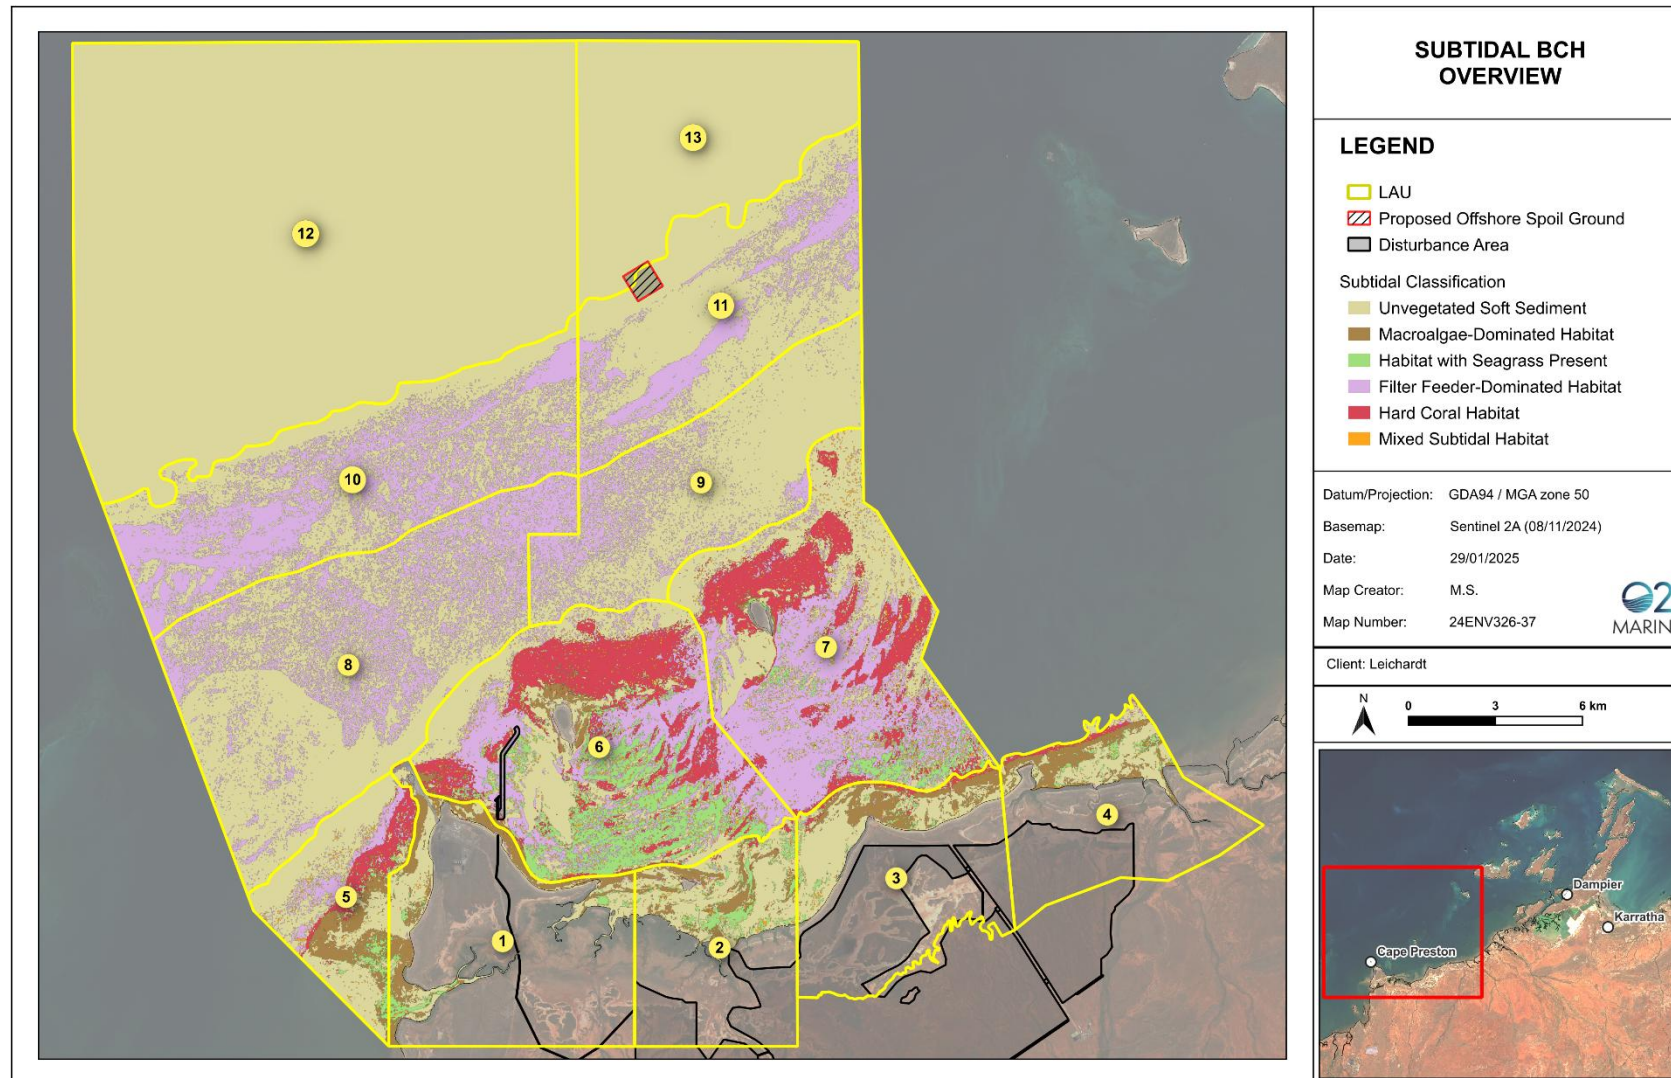 SUBTIDAL BCH
OVERVIEW
LEGEND
LAU
Proposed Offshore Spoil Ground
Disturbance Area
Subtidal Classification
Unvegetated Soft Sediment
Macroalgae-Dominated Habitat
Habitat with Seagrass Present
Filter Feeder-Dominated Habitat
Hard Coral Habitat
Mixed Subtidal Habitat
Datum/Projection: GDA94 / MGA zone 50
Basemap: Sentinel 2A (08/11/2024)
Date: 29/01/2025
Map Creator: M.S.
Map Number: 24ENV326-37
O2
MARIN
Client: Leichardt
N
0 3 6 km
Dampier
Karratha
Cape Preston
13
12
11
10
9
8
7
6
5
4
3
2
1